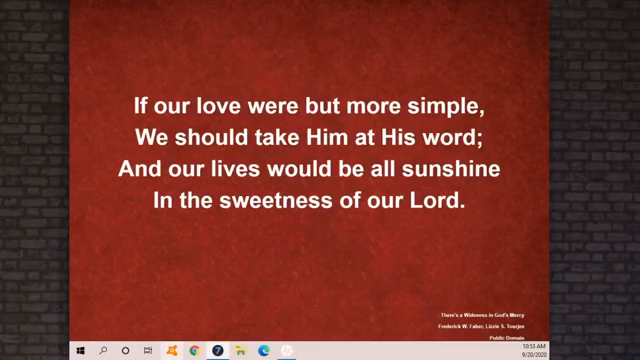 If our love were but more simple,
We should take Him at His word;
And our lives would be all sunshine
In the sweetness of our Lord.
There's a Wideness in God's Mercy
Frederick W. Faber, Lizzie S. Tourjee
Public Domain
10:53 AM
9/20/2020
7